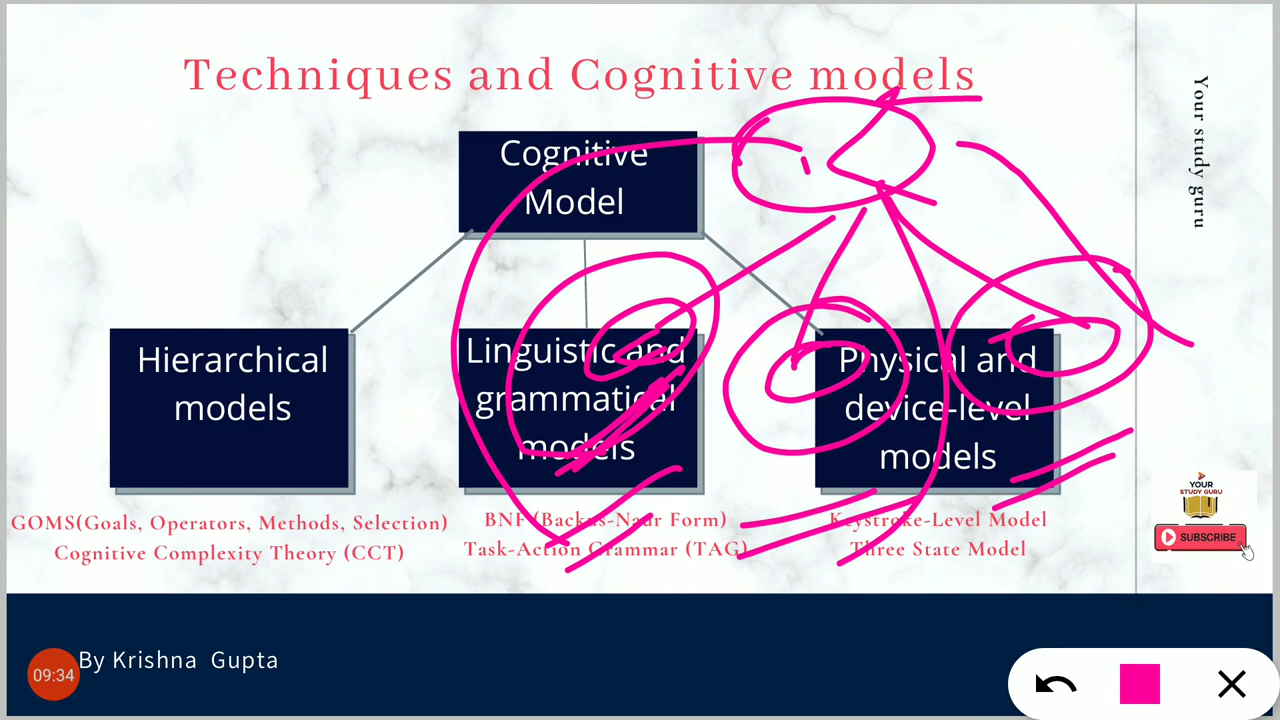 Techniques and Cognitive models
Your study guru
Cognitive
Model
Hierarchical
models
Linguistic and
grammatical
models
Physical and
device-level
models
GOMS(Goals, Operators, Methods, Selection)
Cognitive Complexity Theory (CCT)
BNF (Backus-Naur Form)
Task-Action Grammar (TAG)
Keystroke-Level Model
Three State Model
YOUR
STUDY GURU
SUBSCRIBE
By Krishna Gupta
09:34